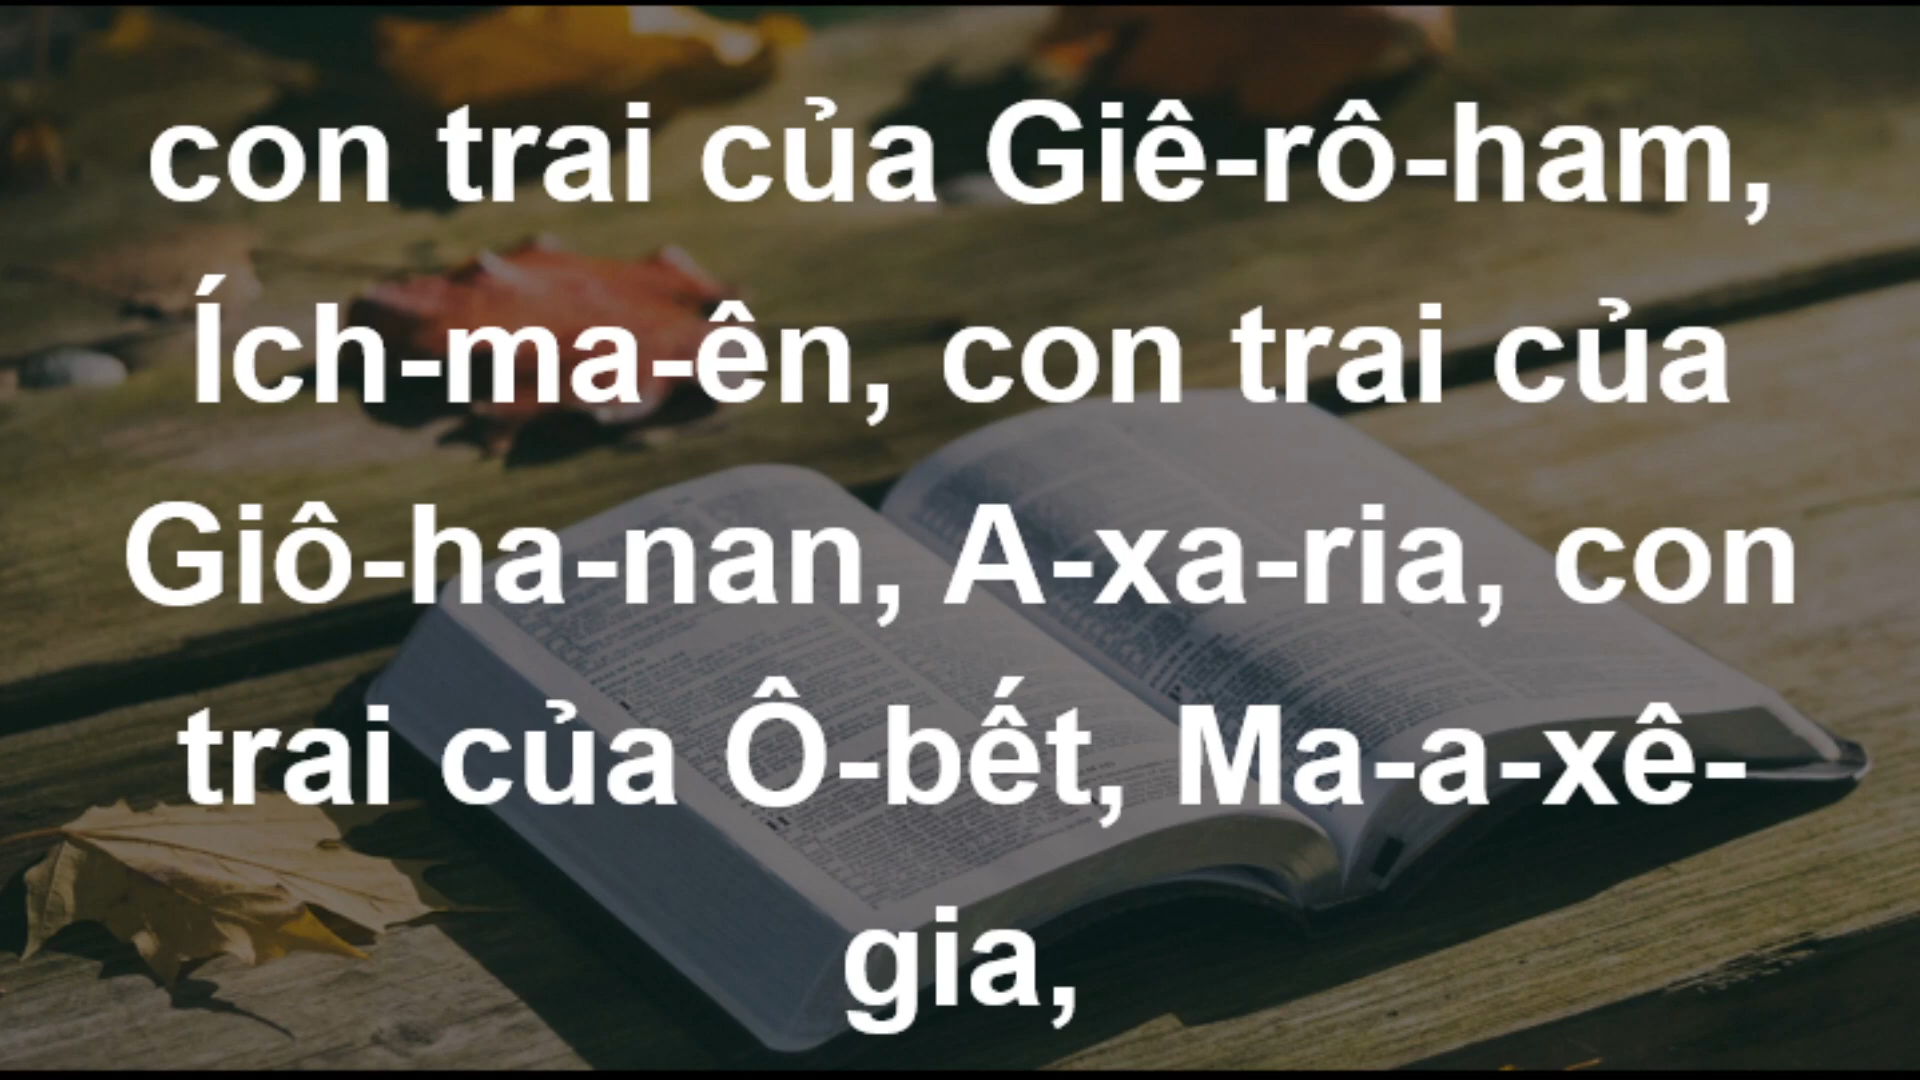 con trai của Giê-rô-ham,
Ích-ma-ên, con trai của
Giô-ha-nan, A-xa-ria, con
trai của Ô-bết, Ma-a-xê-
gia,